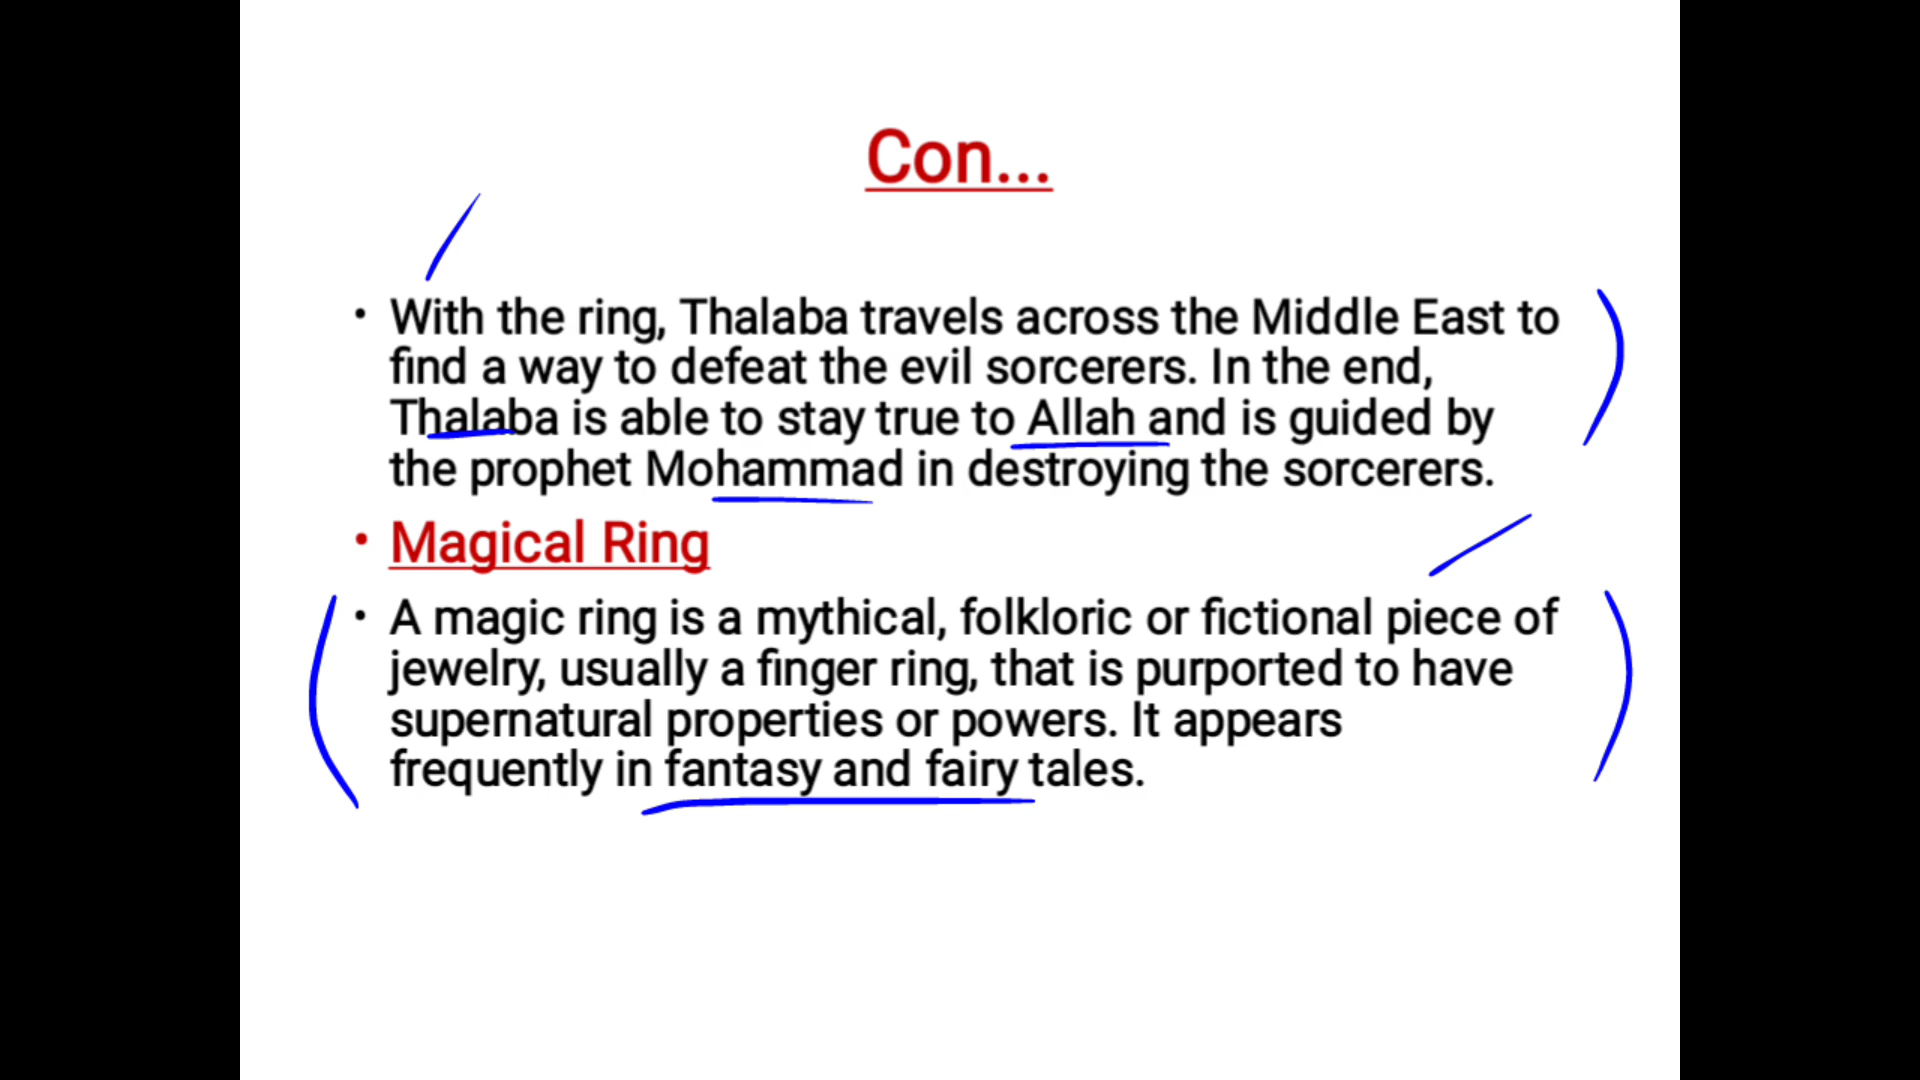 Con...
• With the ring, Thalaba travels across the Middle East to
find a way to defeat the evil sorcerers. In the end,
Thalaba is able to stay true to Allah and is guided by
the prophet Mohammad in destroying the sorcerers.
• Magical Ring
• A magic ring is a mythical, folkloric or fictional piece of
jewelry, usually a finger ring, that is purported to have
supernatural properties or powers. It appears
frequently in fantasy and fairy tales.